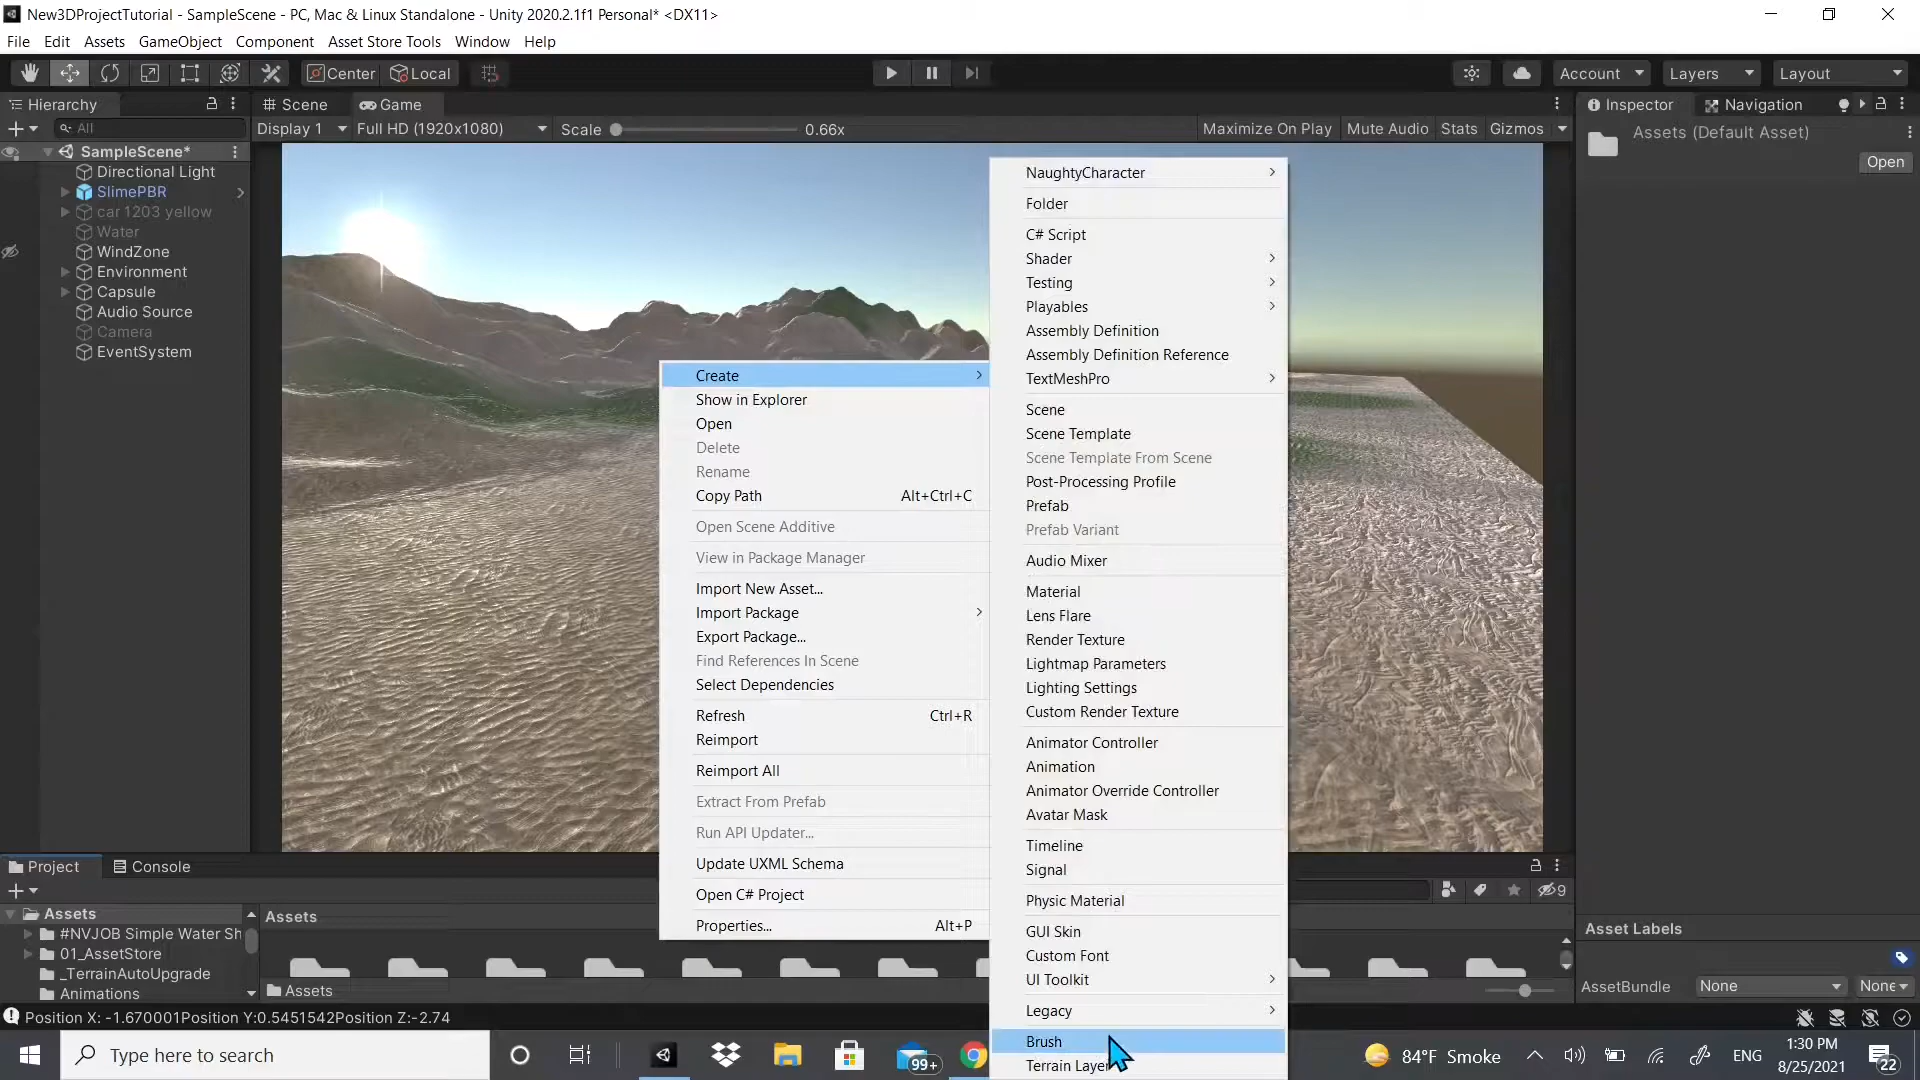 New3DProjectTutorial - SampleScene - PC, Mac & Linux Standalone - Unity 2020.2.1f1 Personal* <DX11>
File Edit Assets GameObject Component Asset Store Tools Window Help
Center Local Account Layers Layout
Hierarchy
All
SampleScene*
Directional Light
SlimePBR
car 1203 yellow
Water
WindZone
Environment
Capsule
Audio Source
Camera
EventSystem
Scene Game
Display 1 Full HD (1920x1080) Scale 0.66x Maximize On Play Mute Audio Stats Gizmos
Create
Show in Explorer
Open
Delete
Rename
Copy Path Alt+Ctrl+C
Open Scene Additive
View in Package Manager
Import New Asset...
Import Package
Export Package...
Find References In Scene
Select Dependencies
Refresh Ctrl+R
Reimport
Reimport All
Extract From Prefab
Run API Updater...
Update UXML Schema
Open C# Project
Properties... Alt+P
NaughtyCharacter
Folder
C# Script
Shader
Testing
Playables
Assembly Definition
Assembly Definition Reference
TextMeshPro
Scene
Scene Template
Scene Template From Scene
Post-Processing Profile
Prefab
Prefab Variant
Audio Mixer
Material
Lens Flare
Render Texture
Lightmap Parameters
Lighting Settings
Custom Render Texture
Animator Controller
Animation
Animator Override Controller
Avatar Mask
Timeline
Signal
Physic Material
GUI Skin
Custom Font
UI Toolkit
Legacy
Brush
Terrain Layer
Inspector Navigation
Assets (Default Asset)
Open
Asset Labels
AssetBundle None None
Project Console
9
Assets
#NVJOB Simple Water Sh
01_AssetStore
_TerrainAutoUpgrade
Animations
Assets
Assets
Position X: -1.670001Position Y:0.5451542Position Z:-2.74
Type here to search
99+
84°F Smoke
ENG
1:30 PM
8/25/2021
22